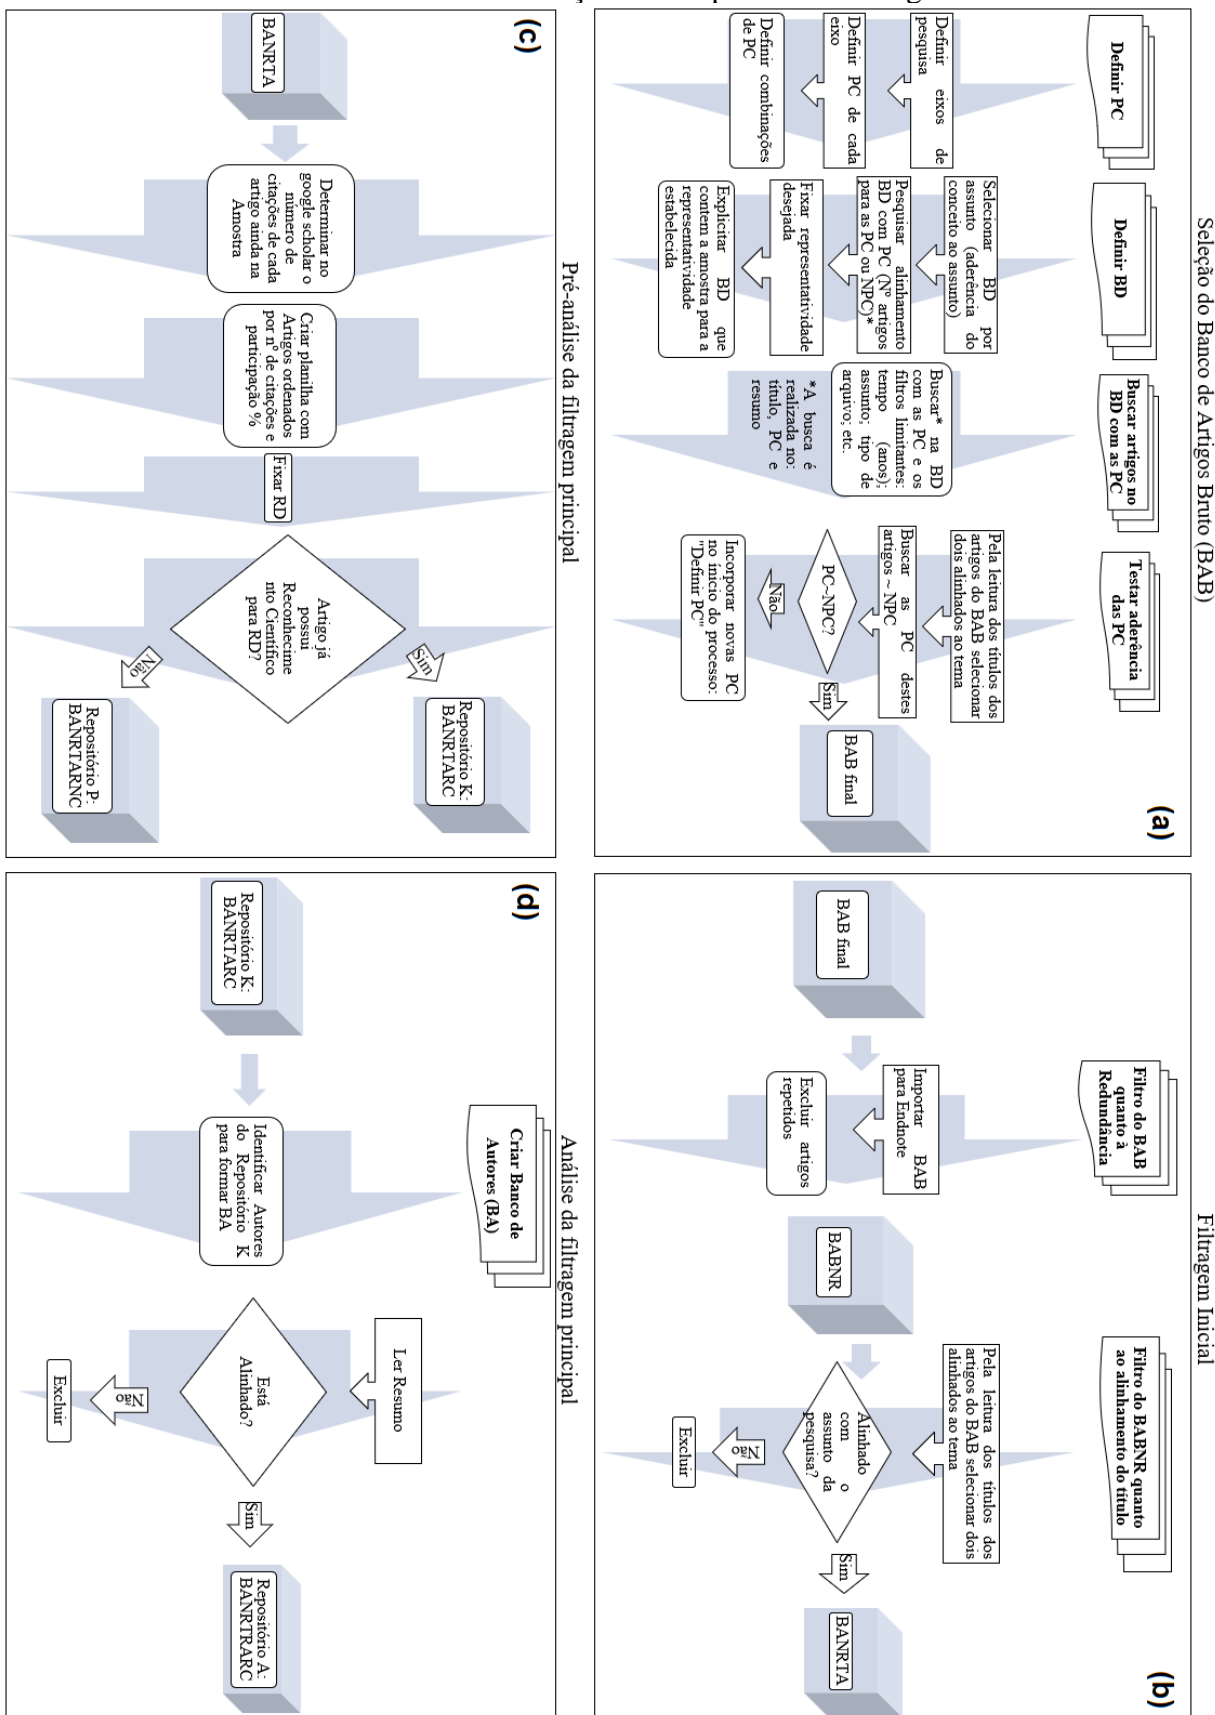 Seleção do Banco de Artigos Bruto (BAB)
(a)
Definir PC
Definir eixos de
pesquisa
Definir PC de cada
eixo
Definir combinações
de PC
Definir BD
Selecionar BD por
assunto (aderência do
conceito ao assunto)
Pesquisar alinhamento
BD com PC (Nº artigos
para as PC ou NPC)*
Fixar representatividade
desejada
Explicitar BD que
contem a amostra para a
representatividade
estabelecida
Buscar artigos no
BD com as PC
Buscar* na BD
com as PC e os
filtros limitantes:
tempo (anos);
assunto; tipo de
arquivo; etc.
*A busca é
realizada no:
título, PC e
resumo
Testar aderência
das PC
Pela leitura dos títulos dos
artigos do BAB selecionar
dois alinhados ao tema
Buscar as PC destes
artigos ~ NPC
PC~NPC?
Não
Incorporar novas PC
no início do processo:
"Definir PC"
Sim
BAB final
Filtragem Inicial
(b)
BAB final
Filtro do BAB
quanto à
Redundância
Importar BAB
para Endnote
Excluir artigos
repetidos
BABNR
Filtro do BABNR quanto
ao alinhamento do título
Pela leitura dos títulos dos
artigos do BAB selecionar dois
alinhados ao tema
Alinhado o
com
assunto da
pesquisa?
Não
Excluir
Sim
BANRTA
Pré-análise da filtragem principal
(c)
BANRTA
Determinar no
google scholar o
número de
citações de cada
artigo ainda na
Amostra
Criar planilha com
Artigos ordenados
por nº de citações e
participação %
Fixar RD
Artigo já
possui
Reconhecime
nto Científico
para RD?
Sim
Não
Repositório K:
BANRTARC
Repositório P:
BANRTARNC
Análise da filtragem principal
(d)
Repositório K:
BANRTARC
Criar Banco de
Autores (BA)
Identificar Autores
do Repositório K
para formar BA
Ler Resumo
Está
Alinhado?
Não
Excluir
Sim
Repositório A:
BANRTRARC